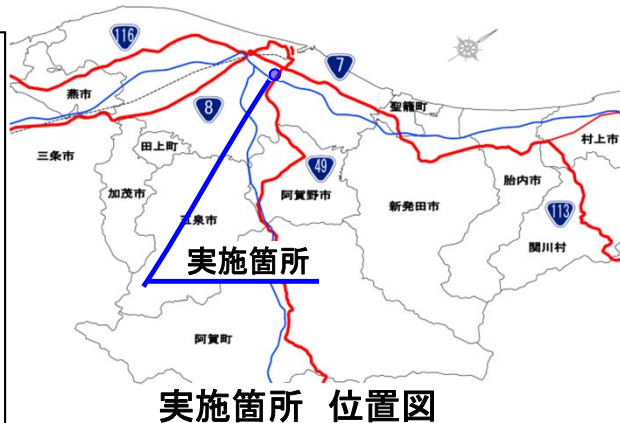 116
7
燕市
8
聖籠町
三条市
田上町
村上市
加茂市
49
阿賀野市
新発田市
胎内市
五泉市
113
関川村
実施箇所
阿賀町
実施箇所 位置図